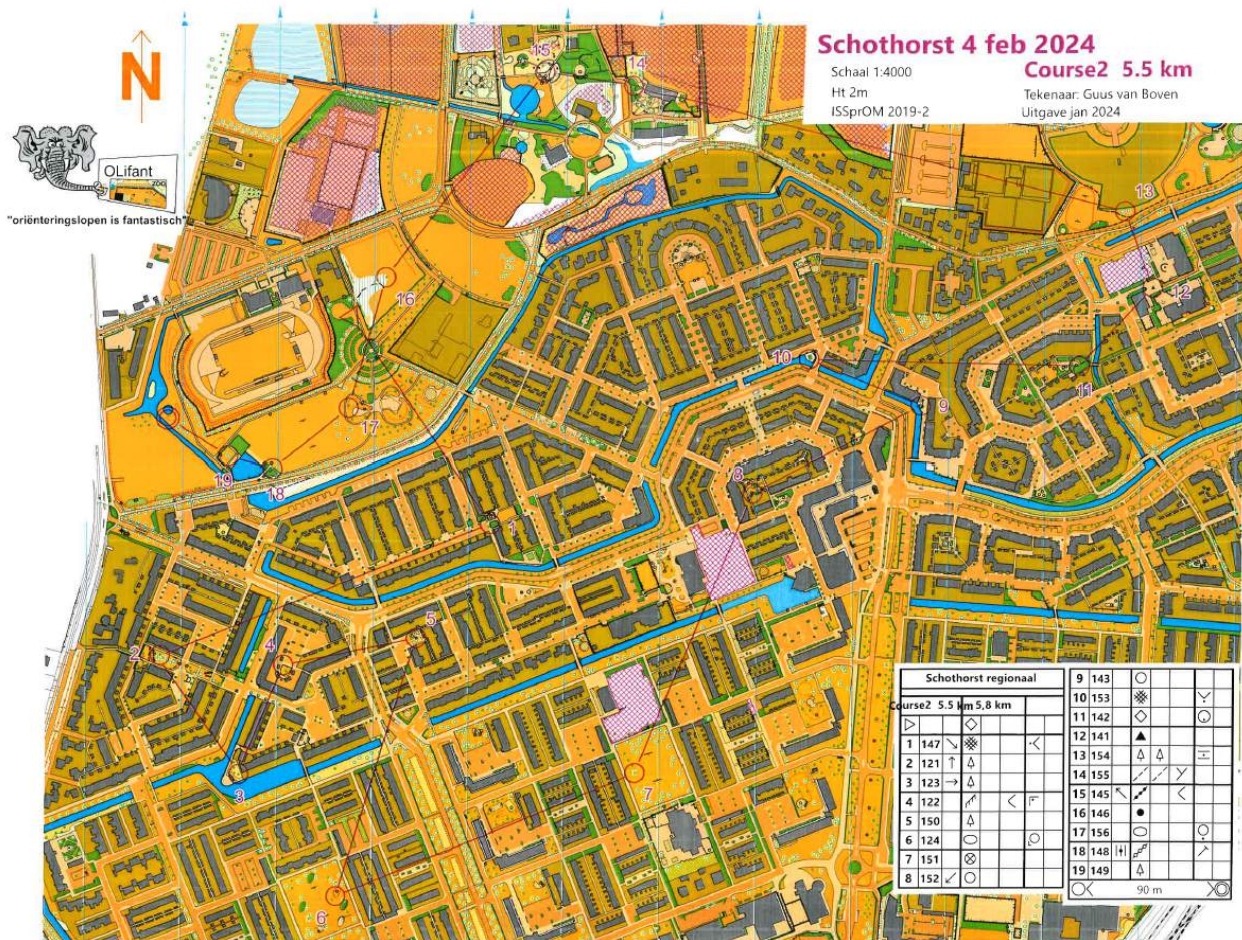 Schothorst 4 feb 2024
Schaal 1:4000
Course2 5.5 km
Ht 2m
Tekenaar: Guus van Boven
ISSprOM 2019-2
Uitgave jan 2024
N
OLifant
"oriënteringslopen is fantastisch"
15
14
13
16
12
10
11
17
9
19
18
8
1
5
4
2
3
7
6
Schothorst regionaal
Course2 5.5 km 5,8 km
1 147
2 121
3 123
4 122
5 150
6 124
7 151
8 152
9 143
10 153
11 142
12 141
13 154
14 155
15 145
16 146
17 156
18 148
19 149
90 m